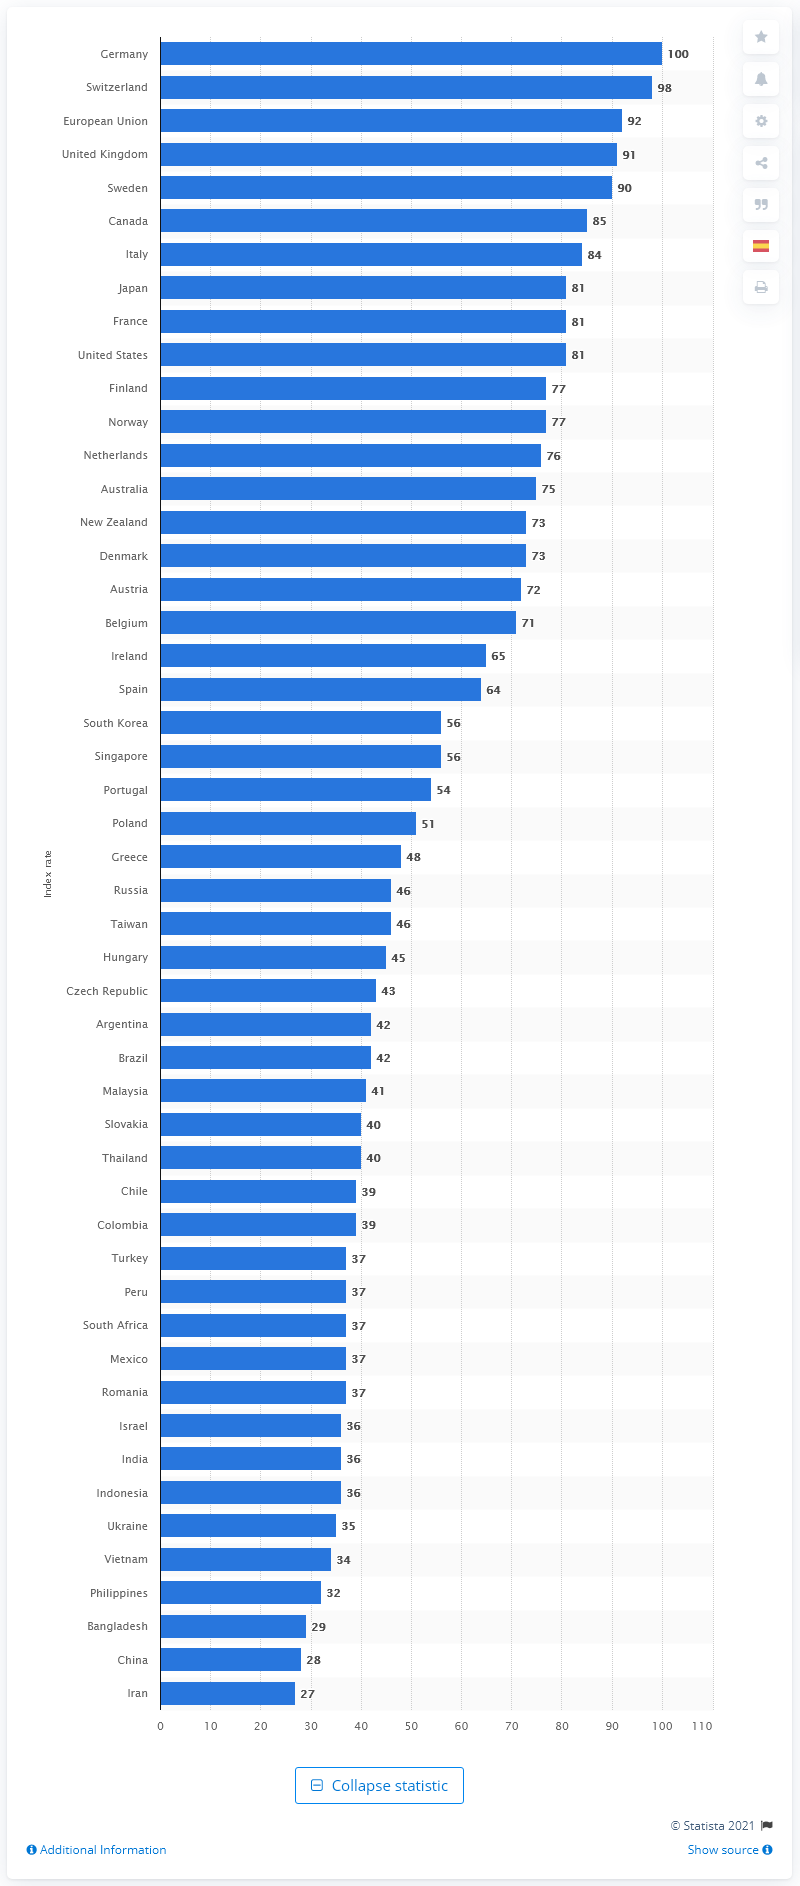 Germany 100
Switzerland 98
European Union 92
United Kingdom 91
Sweden 90
Canada 85
Italy 84
Japan 81
France 81
United States 81
Finland 77
Norway 77
Netherlands 76
Australia 75
New Zealand 73
Denmark 73
Austria 72
Belgium 71
Ireland 65
Spain 64
South Korea 56
Singapore 56
Portugal 54
Poland 51
Index rate
Greece 48
Russia 46
Taiwan 46
Hungary 45
Czech Republic 43
Argentina 42
Brazil 42
Malaysia 41
Slovakia 40
Thailand 40
Chile 39
Colombia 39
Turkey 37
Peru 37
South Africa 37
Mexico 37
Romania 37
Israel 36
India 36
Indonesia 36
Ukraine 35
Vietnam 34
Philippines 32
Bangladesh 29
China 28
Iran 27
0 10 20 30 40 50 60 70 80 90 100 110
Collapse statistic
© Statista 2021
Additional Information Show source